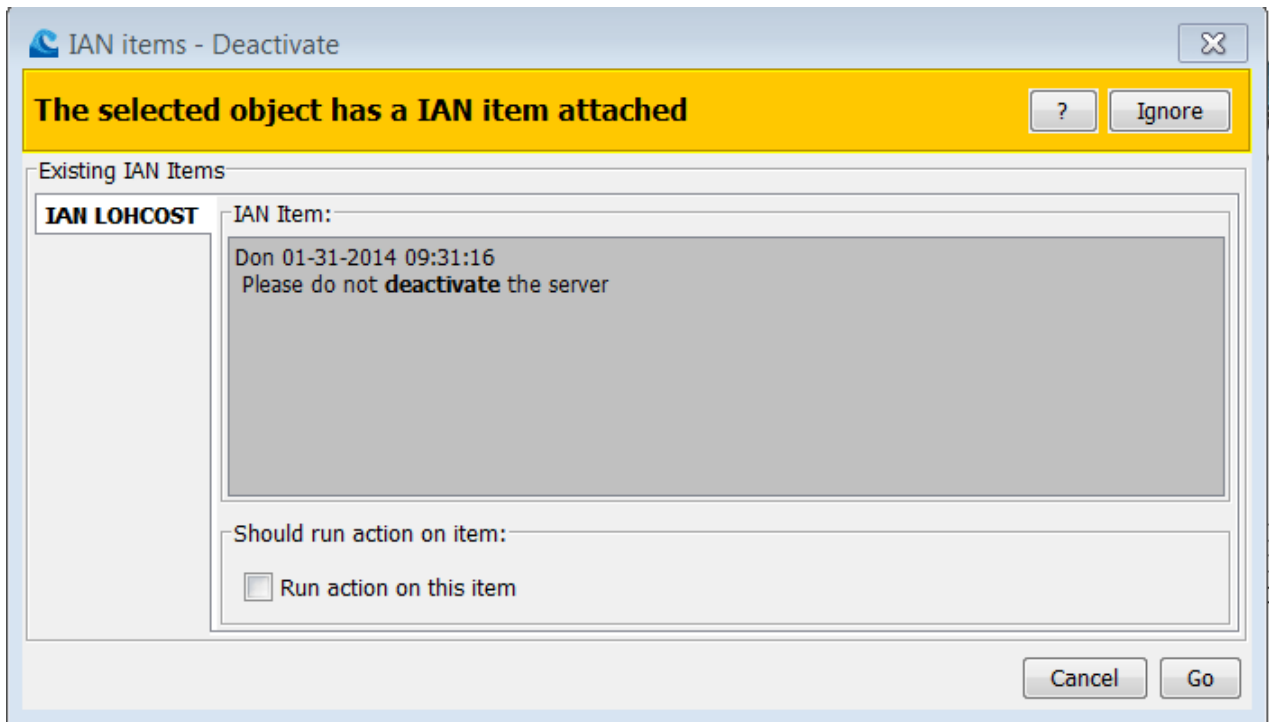 IAN items - Deactivate
The selected object has a IAN item attached
?
Ignore
Existing IAN Items
IAN LOHCOST
IAN Item:
Don 01-31-2014 09:31:16
Please do not deactivate the server
Should run action on item:
Run action on this item
Cancel
Go